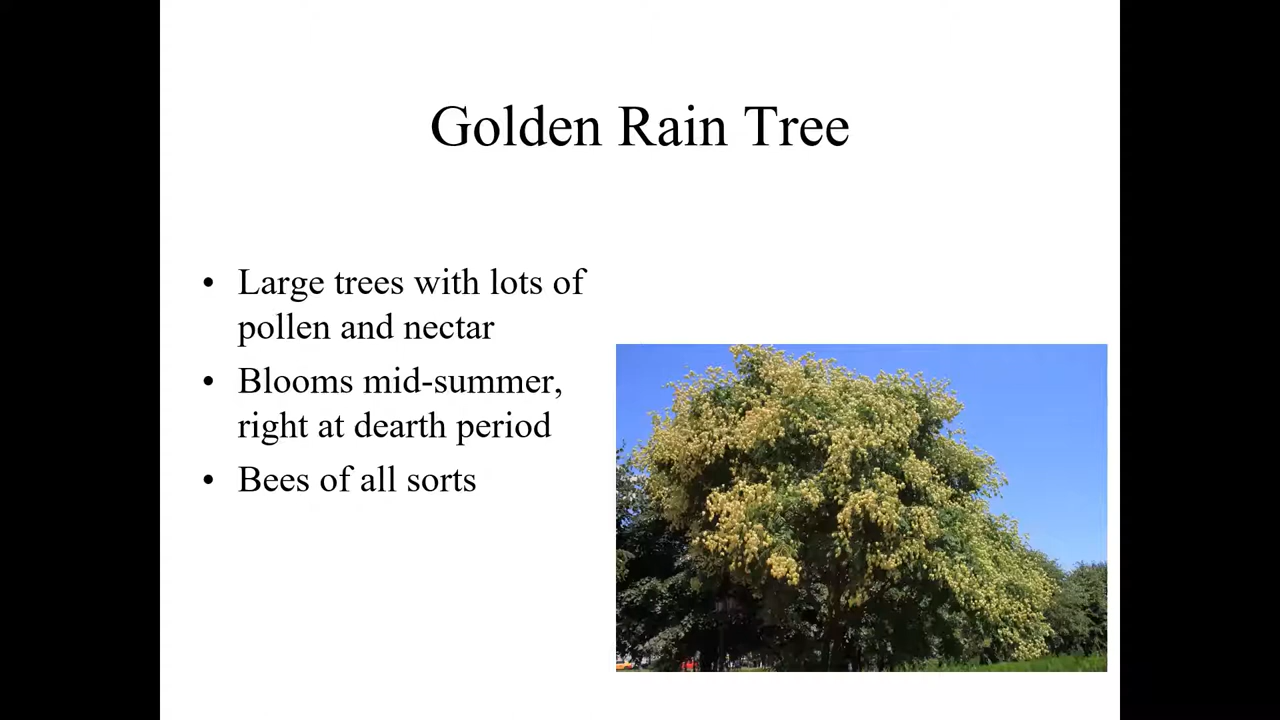 Golden Rain Tree
• Large trees with lots of
pollen and nectar
• Blooms mid-summer,
right at dearth period
• Bees of all sorts